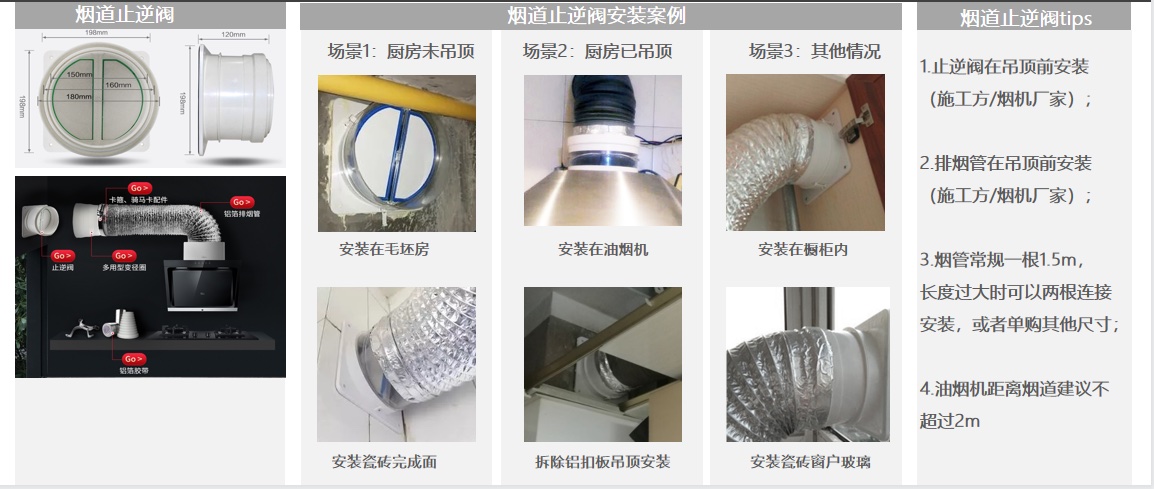 烟道止逆阀
198mm
150mm
160mm
180mm
198mm
120mm
198mm
Go >
卡箍、骑马卡配件
Go >
铝箔排烟管
Go >
止逆阀
Go >
多用型变径圈
Go >
铝箔胶带
烟道止逆阀安装案例
场景1：厨房未吊顶
场景2：厨房已吊顶
场景3：其他情况
安装在毛坯房
安装在油烟机
安装在橱柜内
安装瓷砖完成面
拆除铝扣板吊顶安装
安装瓷砖窗户玻璃
烟道止逆阀tips
1.止逆阀在吊顶前安装
（施工方/烟机厂家）；
2.排烟管在吊顶前安装
（施工方/烟机厂家）；
3.烟管常规一根1.5m，
长度过大时可以两根连接
安装，或者单购其他尺寸；
4.油烟机距离烟道建议不
超过2m